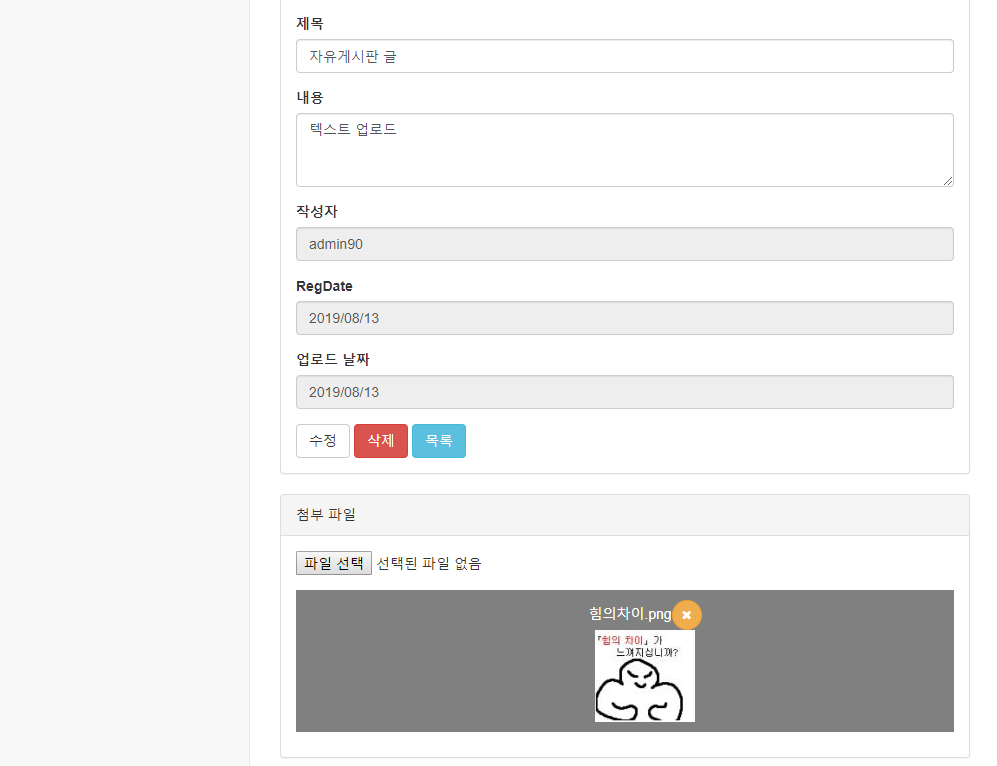 제목
자유게시판 글
내용
텍스트 업로드
작성자
admin90
RegDate
2019/08/13
업로드 날짜
2019/08/13
수정 삭제 목록
첨부 파일
파일 선택 선택된 파일 없음
힘의차이.png
「힘의 차이」가
느껴지십니까?